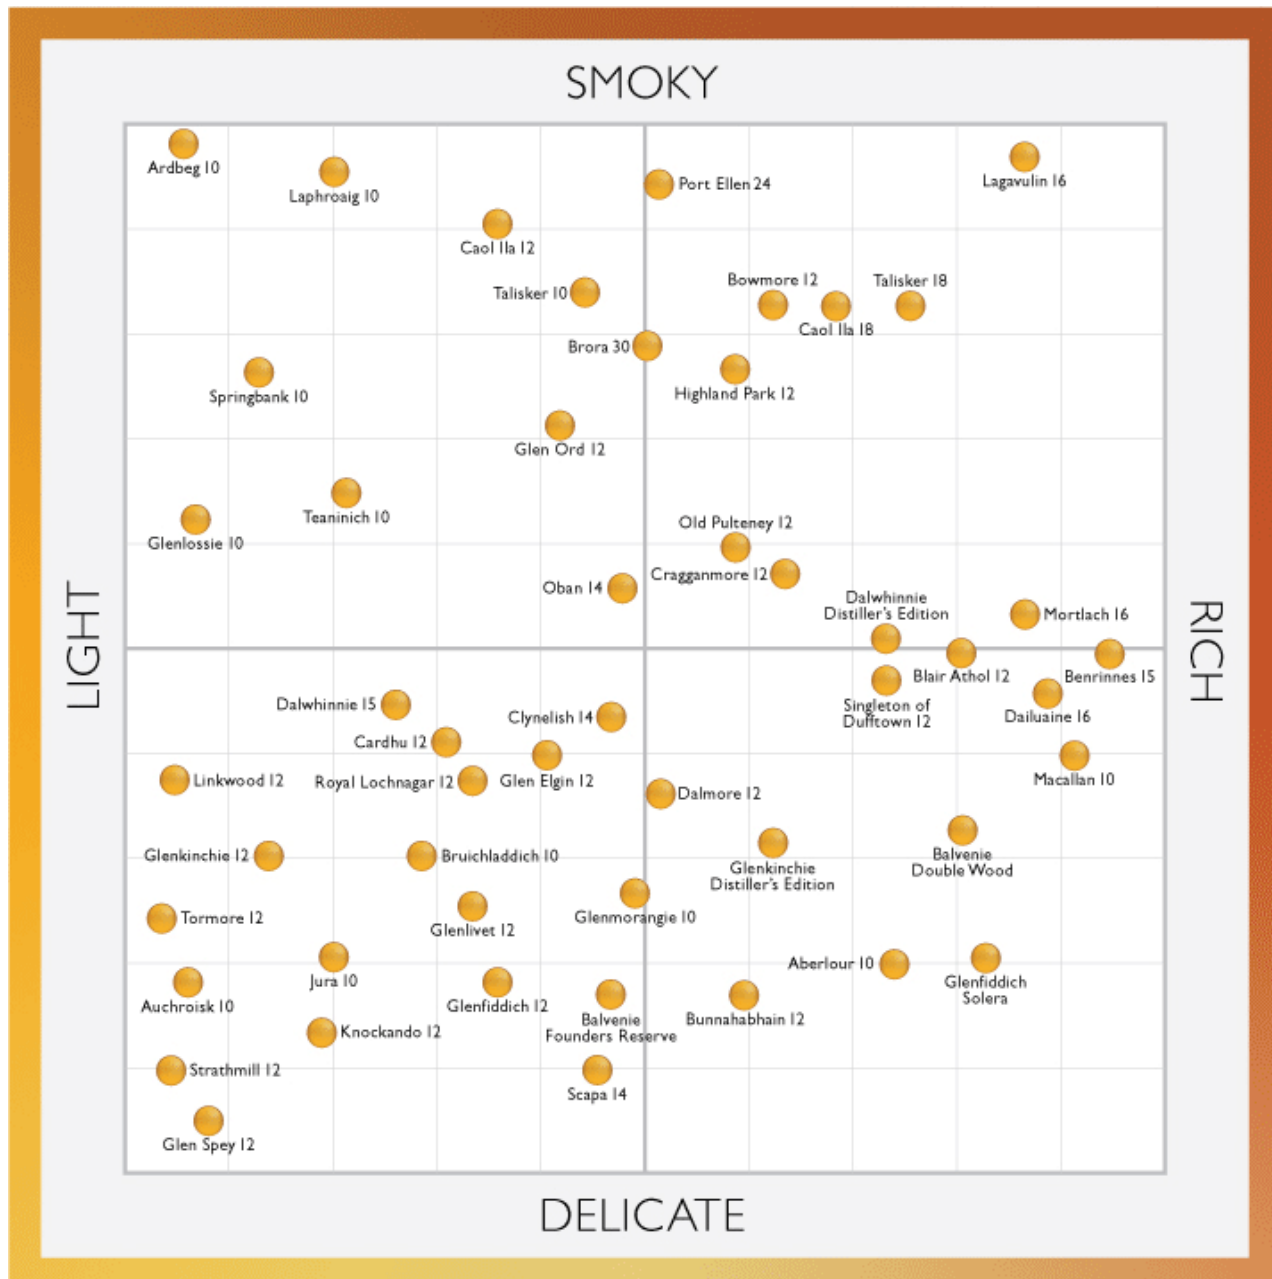 SMOKY
Ardbeg 10
Laphroaig 10
Port Ellen 24
Lagavulin 16
Caol Ila 12
Talisker 10
Bowmore 12
Talisker 18
Caol Ila 18
Brora 30
Highland Park 12
Springbank 10
Glen Ord 12
Teaninich 10
Glenlossie 10
Old Pulteney 12
Cragganmore 12
Oban 14
Dalwhinnie
Distiller's Edition
Mortlach 16
LIGHT
RICH
Blair Athol 12
Benrinnes 15
Singleton of
Dufftown 12
Dailuaine 16
Dalwhinnie 15
Clynelish 14
Cardhu 12
Linkwood 12
Royal Lochnagar 12
Glen Elgin 12
Macallan 10
Dalmore 12
Glenkinchie 12
Bruichladdich 10
Glenkinchie
Distiller's Edition
Balvenie
Double Wood
Tormore 12
Glenlivet 12
Glenmorangie 10
Jura 10
Aberlour 10
Glenfiddich
Solera
Auchroisk 10
Glenfiddich 12
Balvenie
Founders Reserve
Bunnahabhain 12
Knockando 12
Strathmill 12
Scapa 14
Glen Spey 12
DELICATE